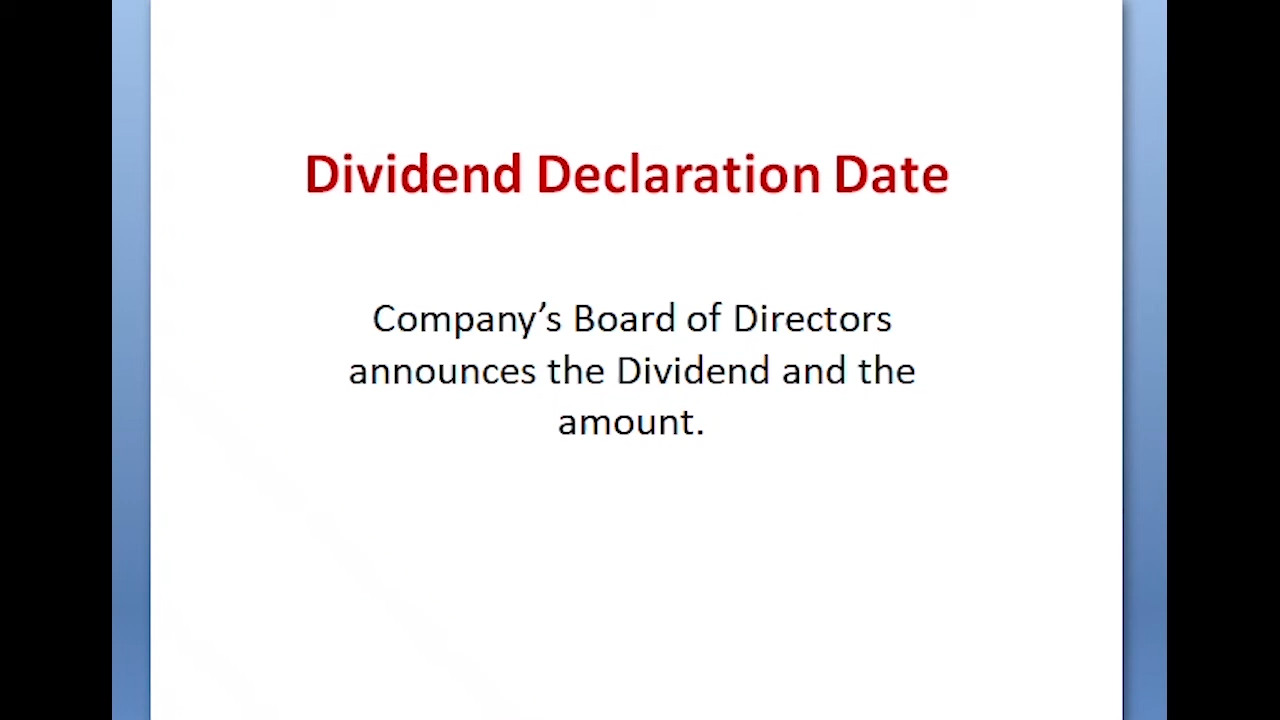 Dividend Declaration Date
Company’s Board of Directors
announces the Dividend and the
amount.